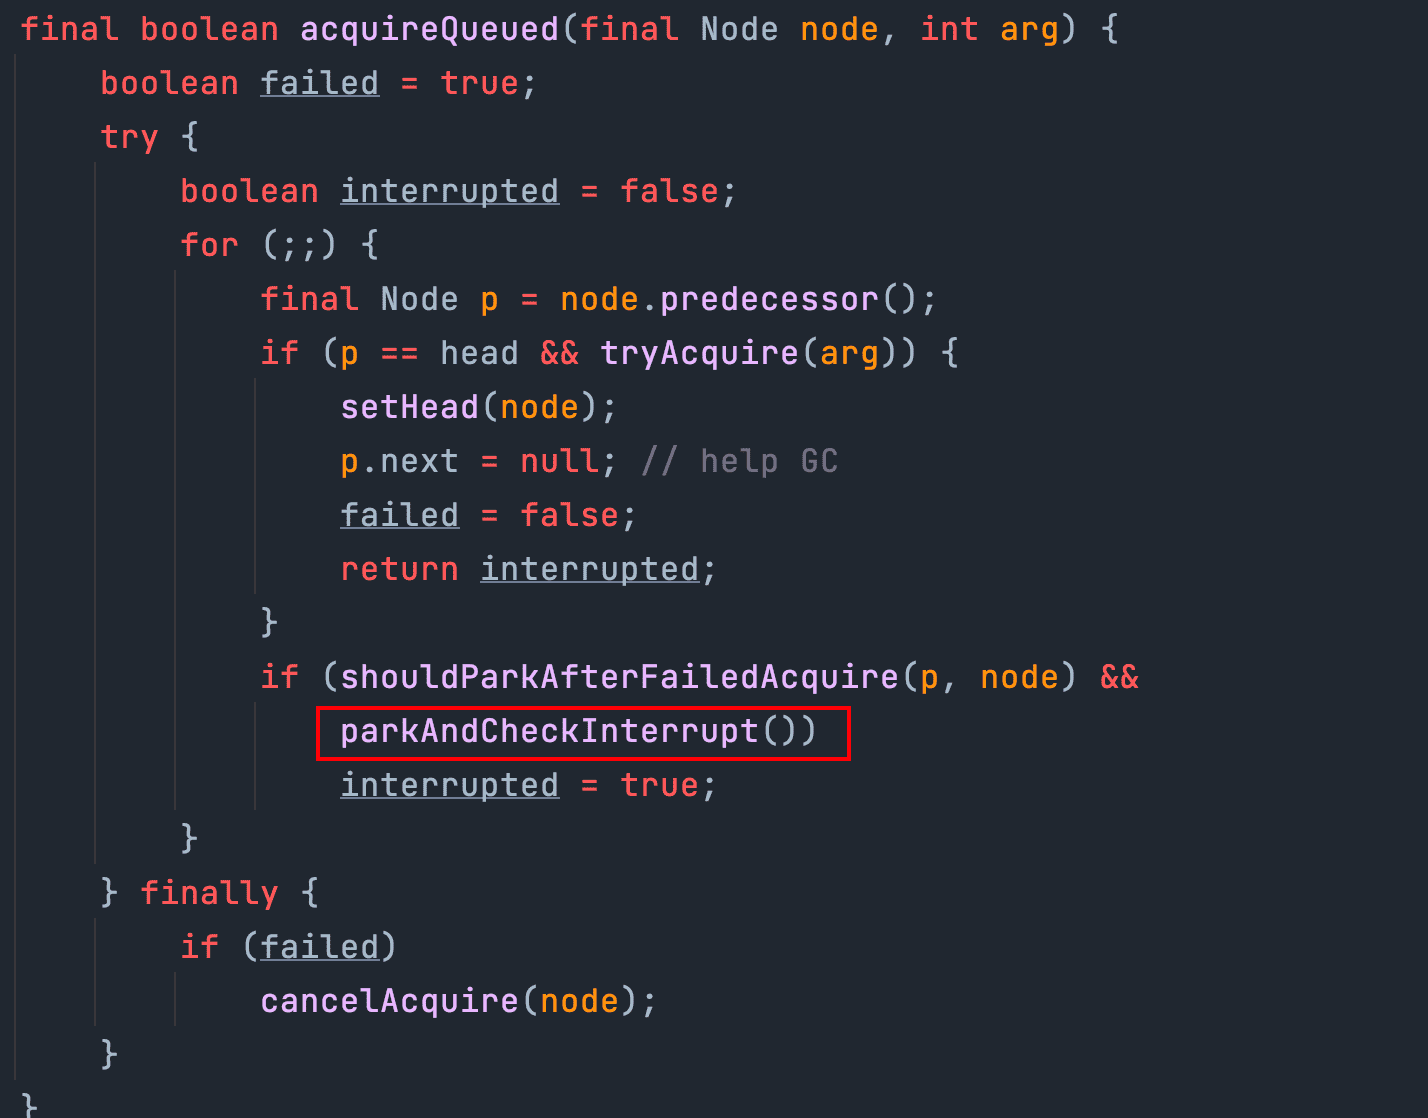 final boolean acquireQueued(final Node node, int arg) {
boolean failed = true;
try {
boolean interrupted = false;
for (;;) {
final Node p = node.predecessor();
if (p == head && tryAcquire(arg)) {
setHead(node);
p.next = null; // help GC
failed = false;
return interrupted;
}
if (shouldParkAfterFailedAcquire(p, node) &&
parkAndCheckInterrupt())
interrupted = true;
}
} finally {
if (failed)
cancelAcquire(node);
}
}